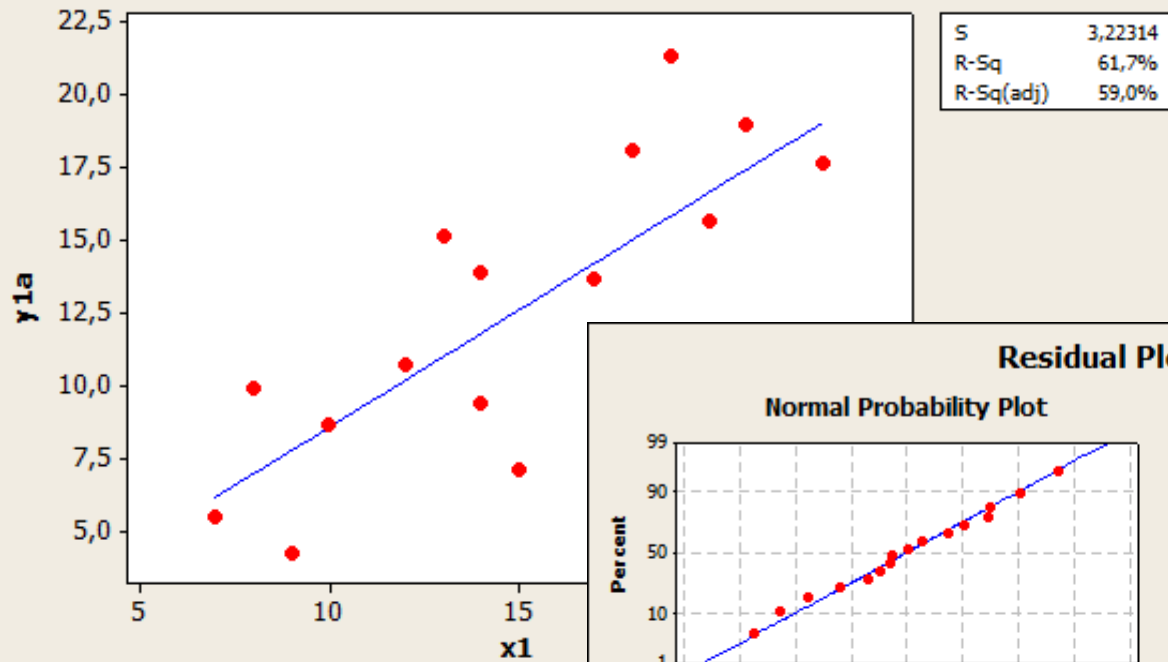 22,5
20,0
17,5
15,0
12,5
10,0
7,5
5,0
y1a
5
10
15
x1
S 3,22314
R-Sq 61,7%
R-Sq(adj) 59,0%
Residual Pl
Normal Probability Plot
99
90
50
10
1
Percent